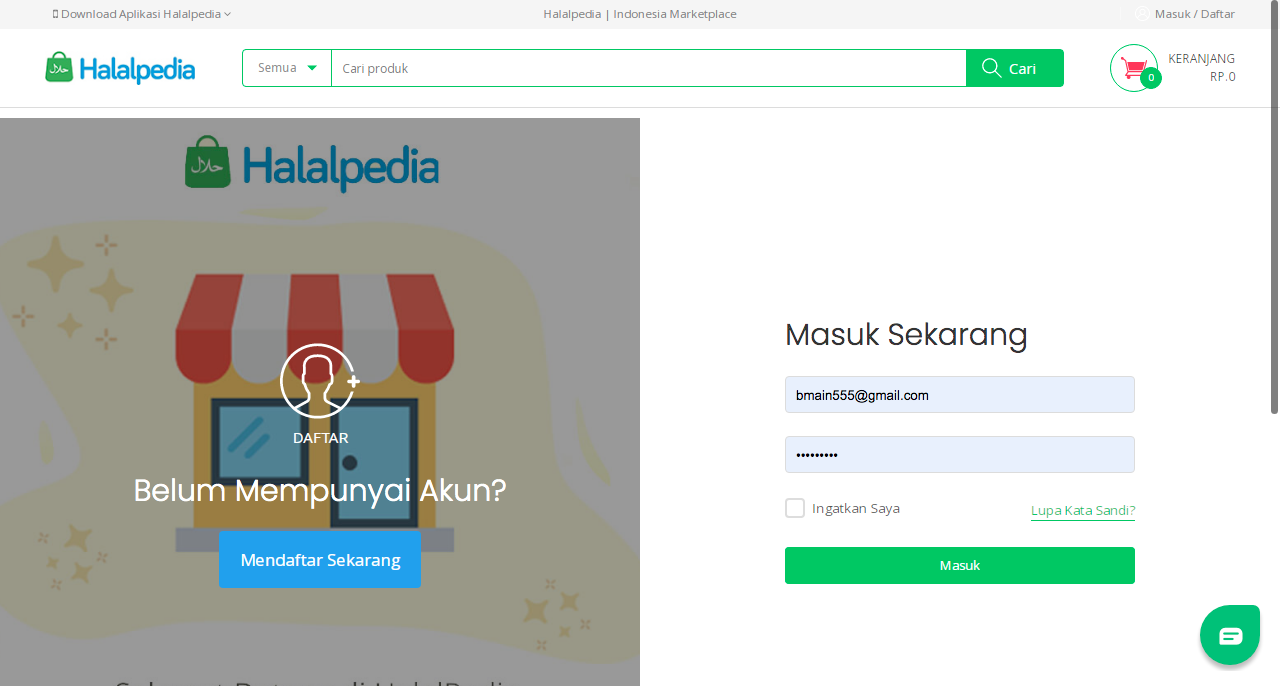 Download Aplikasi Halalpedia
Halalpedia | Indonesia Marketplace
Masuk / Daftar
حلال Halalpedia
Semua
Cari produk
Cari
0
KERANJANG
RP.0
حلال Halalpedia
DAFTAR
Belum Mempunyai Akun?
Mendaftar Sekarang
Masuk Sekarang
bmain555@gmail.com
•••••••••
Ingatkan Saya
Lupa Kata Sandi?
Masuk